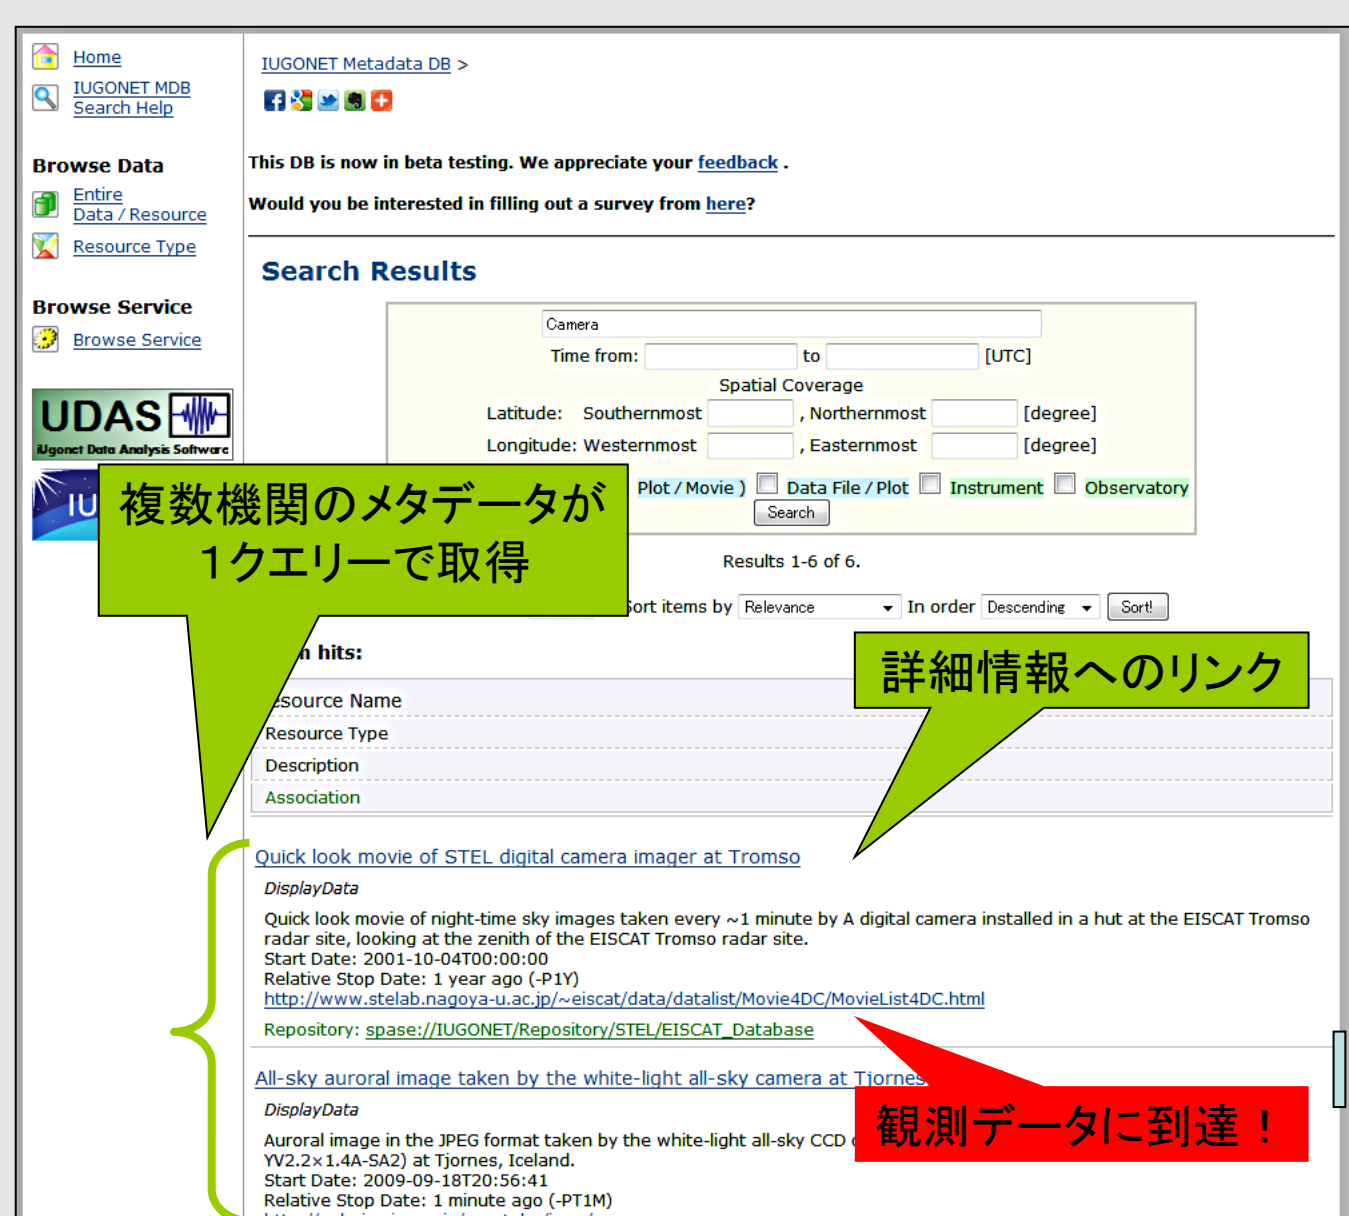 Home
IUGONET MDB
Search Help
Browse Data
Entire
Data / Resource
Resource Type
Browse Service
Browse Service
UDAS
iUgonet Data Analysis Software
IU
IUGONET Metadata DB >
This DB is now in beta testing. We appreciate your feedback .
Would you be interested in filling out a survey from here?
Search Results
Camera
Time from: to [UTC]
Spatial Coverage
Latitude: Southernmost , Northernmost [degree]
Longitude: Westernmost , Easternmost [degree]
Plot / Movie ) Data File / Plot Instrument Observatory
Search
複数機関のメタデータが
１クエリーで取得
Results 1-6 of 6.
Sort items by Relevance In order Descending Sort!
hits:
詳細情報へのリンク
Resource Name
Resource Type
Description
Association
Quick look movie of STEL digital camera imager at Tromso
DisplayData
Quick look movie of night-time sky images taken every ~1 minute by A digital camera installed in a hut at the EISCAT Tromso
radar site, looking at the zenith of the EISCAT Tromso radar site.
Start Date: 2001-10-04T00:00:00
Relative Stop Date: 1 year ago (-P1Y)
http://www.stelab.nagoya-u.ac.jp/~eiscat/data/datalist/Movie4DC/MovieList4DC.html
Repository: spase://IUGONET/Repository/STEL/EISCAT_Database
All-sky auroral image taken by the white-light all-sky camera at Tjornes
DisplayData
観測データに到達！
Auroral image in the JPEG format taken by the white-light all-sky CCD
YV2.2×1.4A-SA2) at Tjornes, Iceland.
Start Date: 2009-09-18T20:56:41
Relative Stop Date: 1 minute ago (-PT1M)